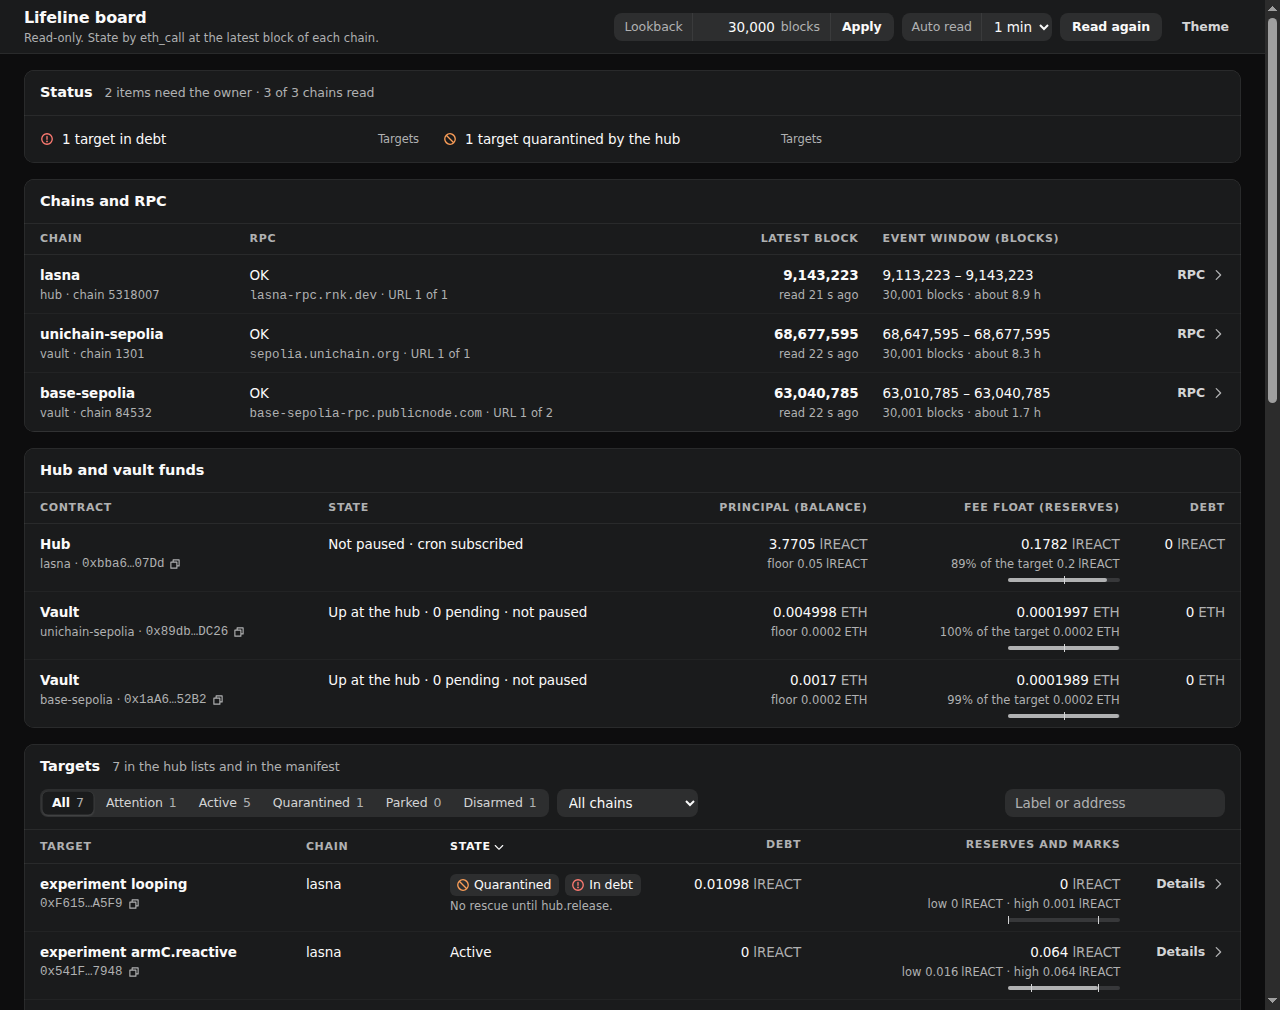 Lifeline board
Read-only. State by eth_call at the latest block of each chain.
Lookback 30,000 blocks Apply Auto read 1 min Read again Theme
Status 2 items need the owner · 3 of 3 chains read
1 target in debt Targets 1 target quarantined by the hub Targets
Chains and RPC
CHAIN RPC LATEST BLOCK EVENT WINDOW (BLOCKS)
lasna OK 9,143,223 9,113,223 – 9,143,223 RPC
hub · chain 5318007 lasna-rpc.rnk.dev · URL 1 of 1 read 21 s ago 30,001 blocks · about 8.9 h
unichain-sepolia OK 68,677,595 68,647,595 – 68,677,595 RPC
vault · chain 1301 sepolia.unichain.org · URL 1 of 1 read 22 s ago 30,001 blocks · about 8.3 h
base-sepolia OK 63,040,785 63,010,785 – 63,040,785 RPC
vault · chain 84532 base-sepolia-rpc.publicnode.com · URL 1 of 2 read 22 s ago 30,001 blocks · about 1.7 h
Hub and vault funds
CONTRACT STATE PRINCIPAL (BALANCE) FEE FLOAT (RESERVES) DEBT
Hub Not paused · cron subscribed 3.7705 lREACT 0.1782 lREACT 0 lREACT
lasna · 0xbba6…07Dd floor 0.05 lREACT 89% of the target 0.2 lREACT
Vault Up at the hub · 0 pending · not paused 0.004998 ETH 0.0001997 ETH 0 ETH
unichain-sepolia · 0x89db…DC26 floor 0.0002 ETH 100% of the target 0.0002 ETH
Vault Up at the hub · 0 pending · not paused 0.0017 ETH 0.0001989 ETH 0 ETH
base-sepolia · 0x1aA6…52B2 floor 0.0002 ETH 99% of the target 0.0002 ETH
Targets 7 in the hub lists and in the manifest
All 7 Attention 1 Active 5 Quarantined 1 Parked 0 Disarmed 1 All chains Label or address
TARGET CHAIN STATE DEBT RESERVES AND MARKS
experiment looping lasna Quarantined In debt 0.01098 lREACT 0 lREACT Details
0xF615…A5F9 No rescue until hub.release. low 0 lREACT · high 0.001 lREACT
experiment armC.reactive lasna Active 0 lREACT 0.064 lREACT Details
0x541F…7948 low 0.016 lREACT · high 0.064 lREACT